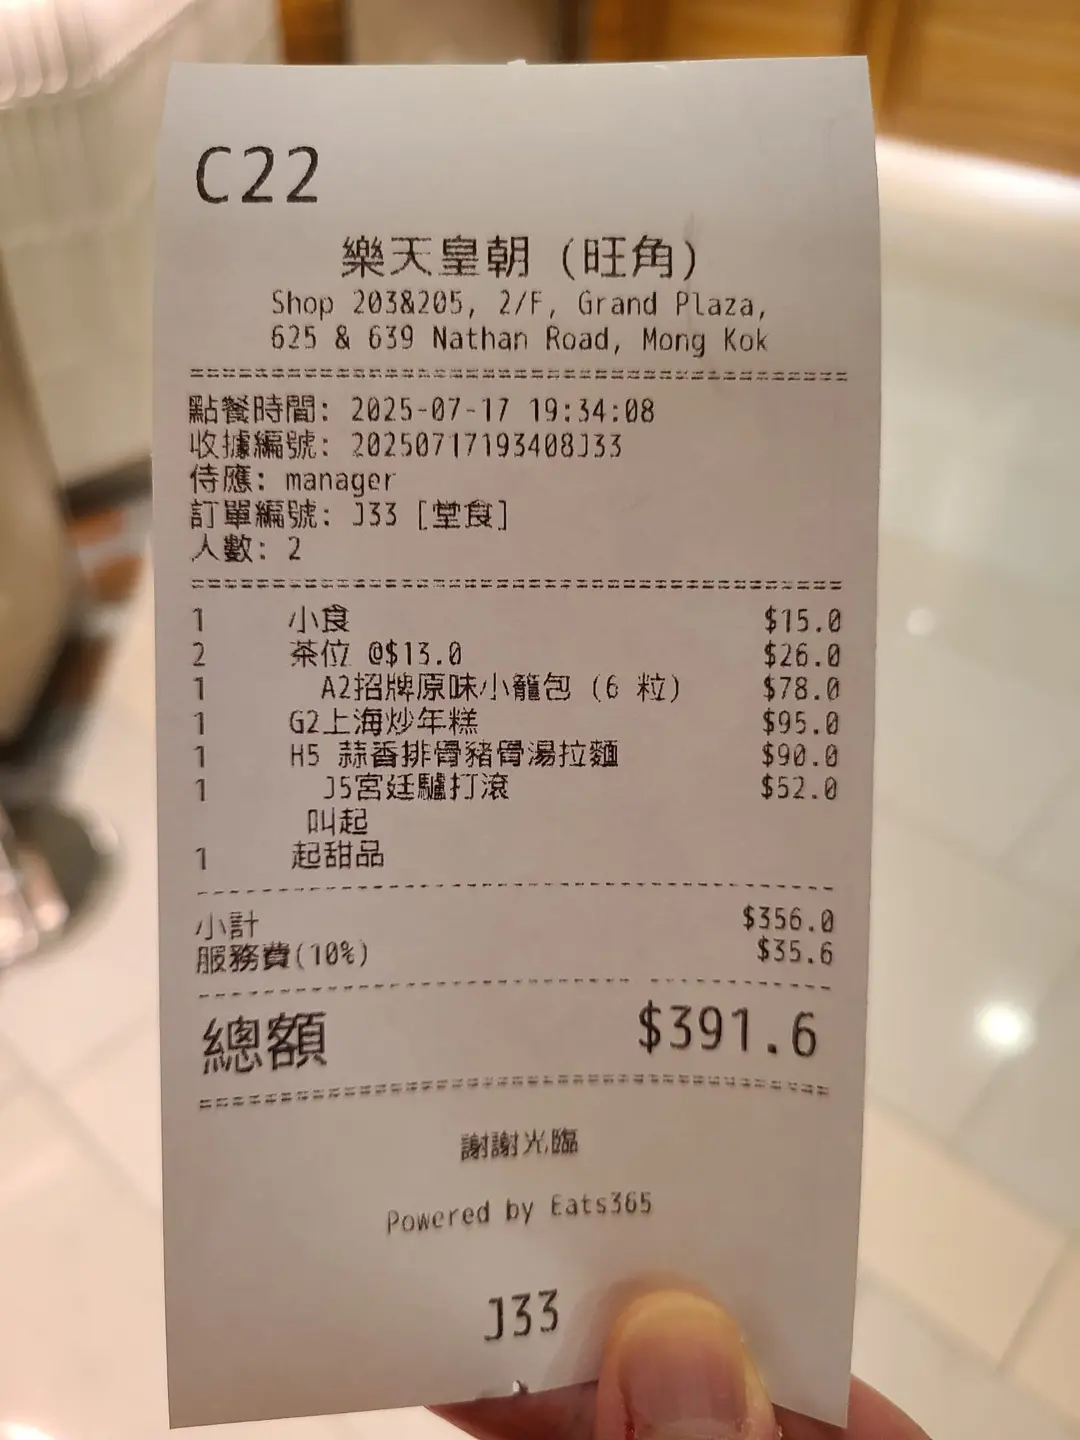 C22
樂天皇朝 (旺角)
Shop 203&205, 2/F, Grand Plaza,
625 & 639 Nathan Road, Mong Kok
點餐時間: 2025-07-17 19:34:08
收據編號: 20250717193408J33
侍應: manager
訂單編號: J33 [堂食]
人數: 2
1 小食 $15.0
2 茶位 @$13.0 $26.0
1 A2招牌原味小籠包 (6 粒) $78.0
1 G2上海炒年糕 $95.0
1 H5 蒜香排骨豬骨湯拉麵 $90.0
1 J5宮廷驢打滾 $52.0
叫起
1 起甜品
小計 $356.0
服務費(10%) $35.6
總額 $391.6
謝謝光臨
Powered by Eats365
J33